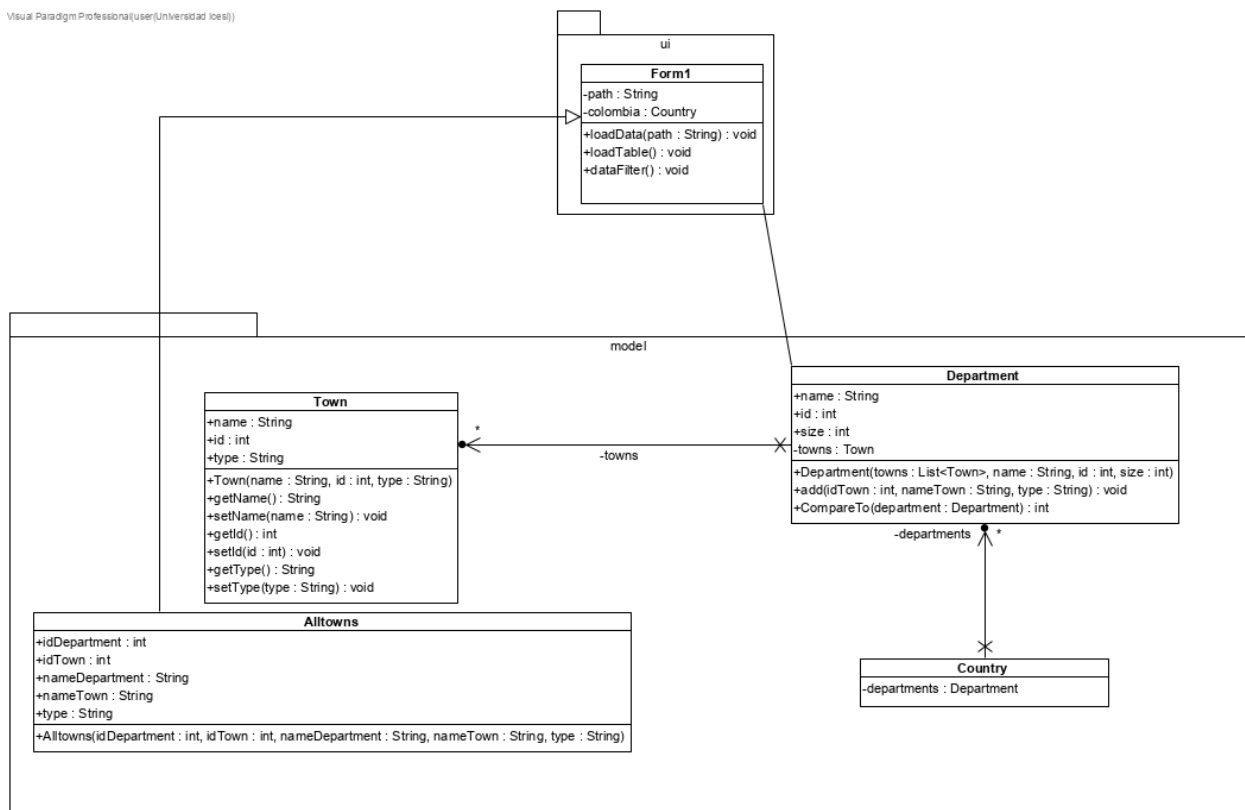 Visual Paradigm Professional(user(Universidad Icesi))
ui
Form1
-path : String
-colombia : Country
+loadData(path : String) : void
+loadTable() : void
+dataFilter() : void
model
Town
+name : String
+id : int
+type : String
+Town(name : String, id : int, type : String)
+getName() : String
+setName(name : String) : void
+getId() : int
+setId(id : int) : void
+getType() : String
+setType(type : String) : void
*
-towns
Department
+name : String
+id : int
+size : int
-towns : Town
+Department(towns : List<Town>, name : String, id : int, size : int)
+add(idTown : int, nameTown : String, type : String) : void
+CompareTo(department : Department) : int
-departments
*
Alltowns
+idDepartment : int
+idTown : int
+nameDepartment : String
+nameTown : String
+type : String
+Alltowns(idDepartment : int, idTown : int, nameDepartment : String, nameTown : String, type : String)
Country
-departments : Department